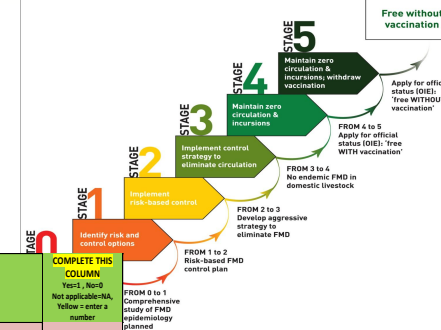 Free without
vaccination
STAGE
5
Maintain zero
circulation &
incursions; withdraw
vaccination
Apply for offic
status (OIE):
'free WITHOUT
vaccination'
STAGE
4
Maintain zero
circulation &
incursions
FROM 4 to 5
Apply for official
status (OIE): 'free
WITH vaccination'
STAGE
3
Implement control
strategy to
eliminate circulation
FROM 3 to 4
No endemic FMD in
domestic livestock
STAGE
2
Implement
risk-based control
FROM 2 to 3
Develop aggressive
strategy to
eliminate FMD
STAGE
1
Identify risk and
control options
FROM 1 to 2
Risk-based FMD
control plan
STAGE
0
FROM 0 to 1
Comprehensive
study of FMD
epidemiology
planned
COMPLETE THIS
COLUMN
Yes=1 , No=0
Not applicable=NA,
Yellow = enter a
number